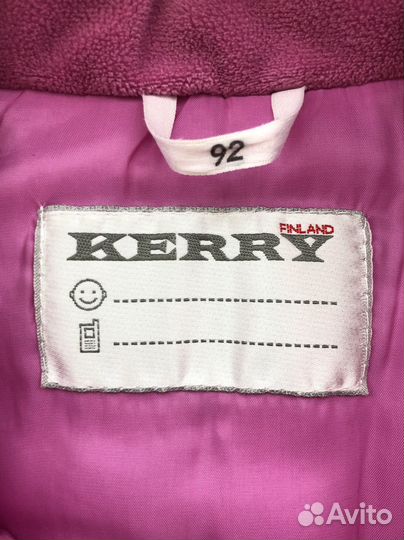 92
FINLAND
KERRY
Avito